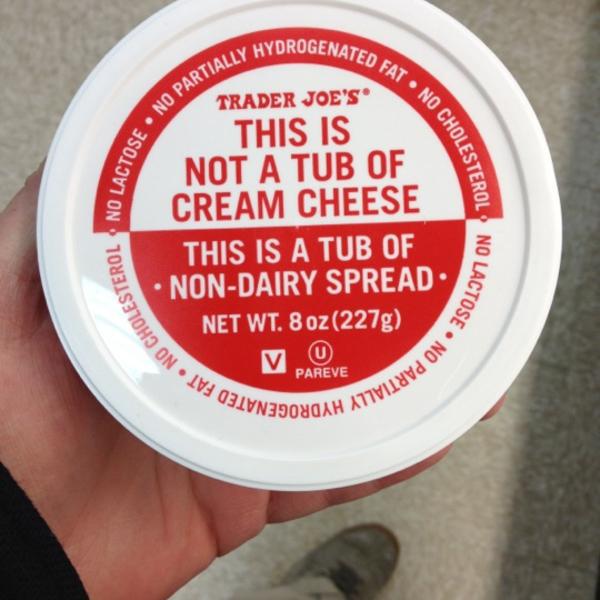 NO LACTOSE • NO PARTIALLY HYDROGENATED FAT • NO CHOLESTEROL •
TRADER JOE'S®
THIS IS
NOT A TUB OF
CREAM CHEESE
THIS IS A TUB OF
• NON-DAIRY SPREAD •
NET WT. 8 oz (227g)
V U
PAREVE
NO LACTOSE • NO PARTIALLY HYDROGENATED FAT • NO CHOLESTEROL •